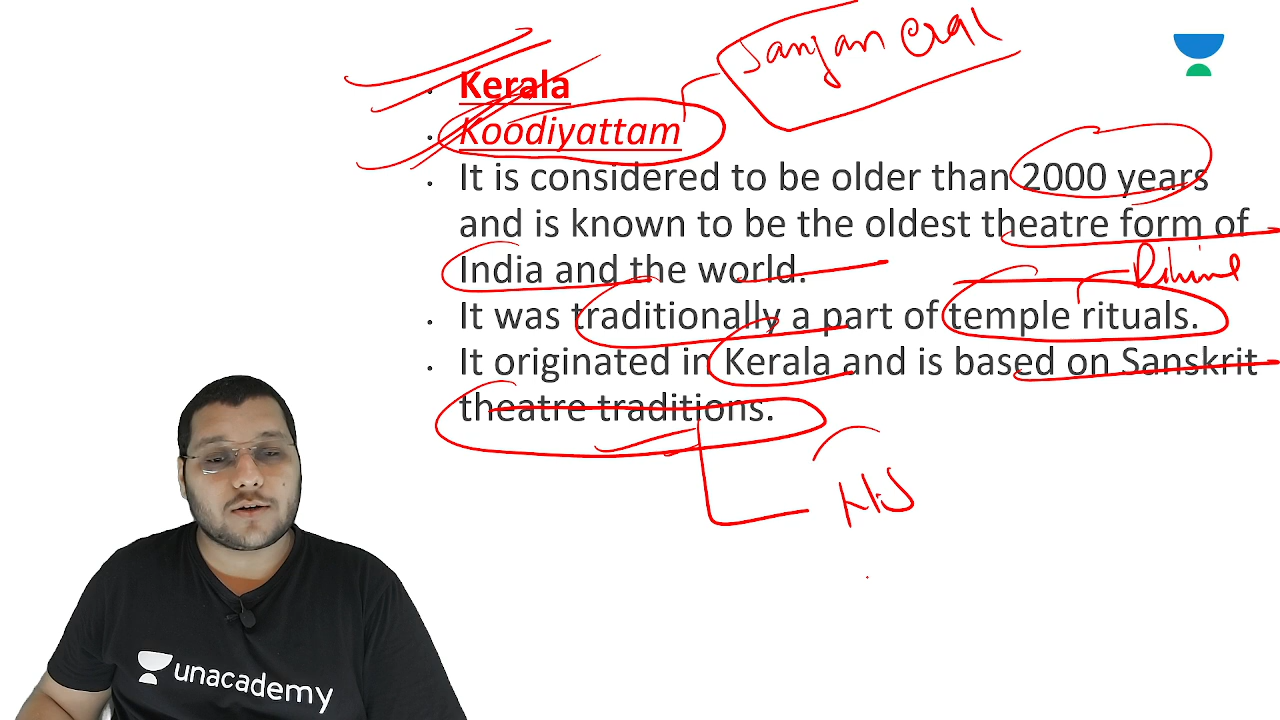 Kerala
Koodiyattam
It is considered to be older than 2000 years
and is known to be the oldest theatre form of
India and the world.
It was traditionally a part of temple rituals.
It originated in Kerala and is based on Sanskrit
theatre traditions.
unacademy